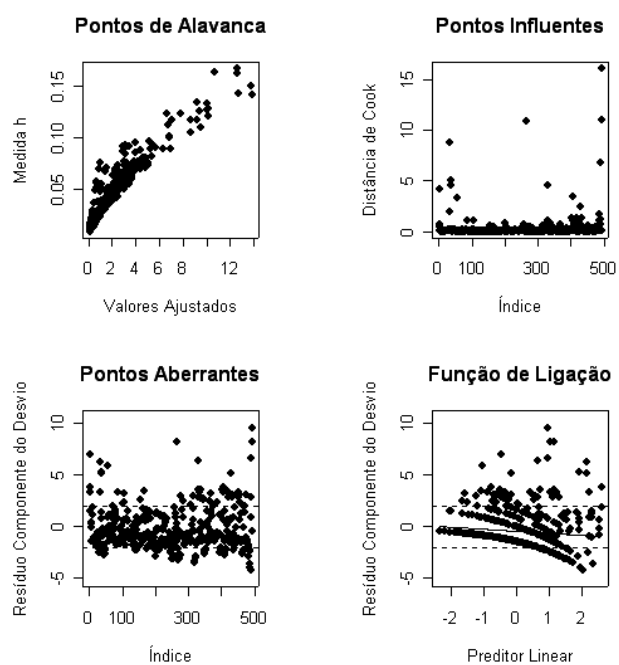 Pontos de Alavanca
Medida h
0.05
0.10
0.15
0 2 4 6 8 12
Valores Ajustados
Pontos Influentes
Distância de Cook
0
5
10
15
0 100 300 500
Índice
Pontos Aberrantes
Resíduo Componente do Desvio
-5
0
5
10
0 100 300 500
Índice
Função de Ligação
Resíduo Componente do Desvio
-5
0
5
10
-2 -1 0 1 2
Preditor Linear